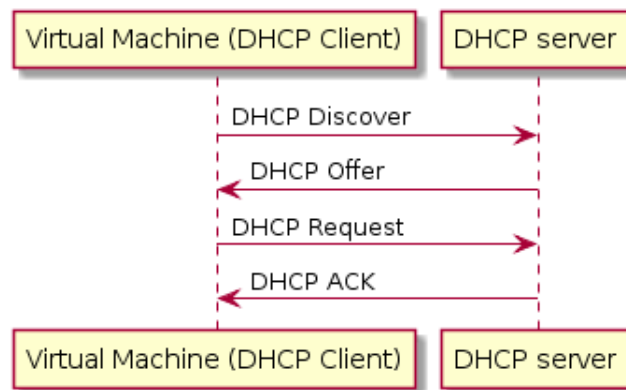 Virtual Machine (DHCP Client) DHCP server
DHCP Discover
DHCP Offer
DHCP Request
DHCP ACK
Virtual Machine (DHCP Client) DHCP server